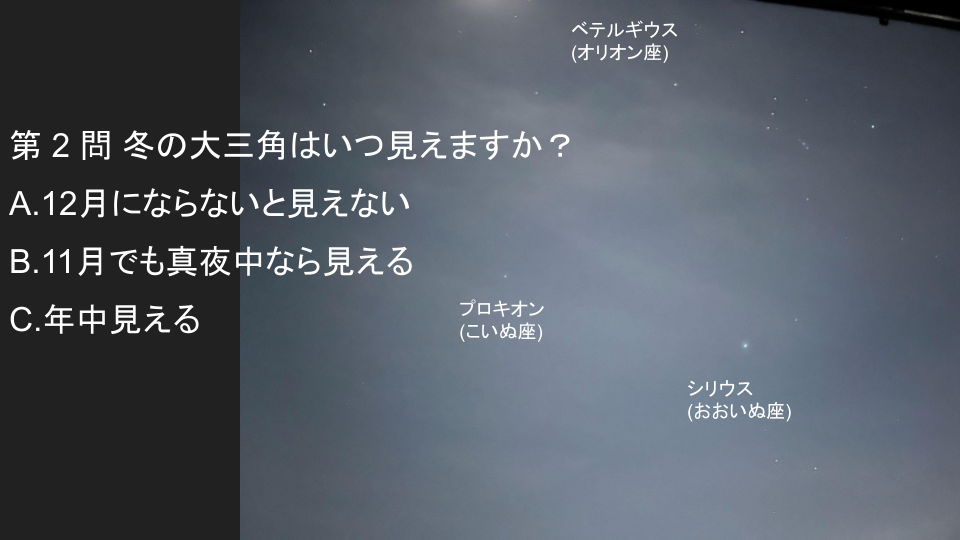 ベテルギウス
(オリオン座)
第 2 問 冬の大三角はいつ見えますか？
A.12月にならないと見えない
B.11月でも真夜中なら見える
C.年中見える
プロキオン
(こいぬ座)
シリウス
(おおいぬ座)